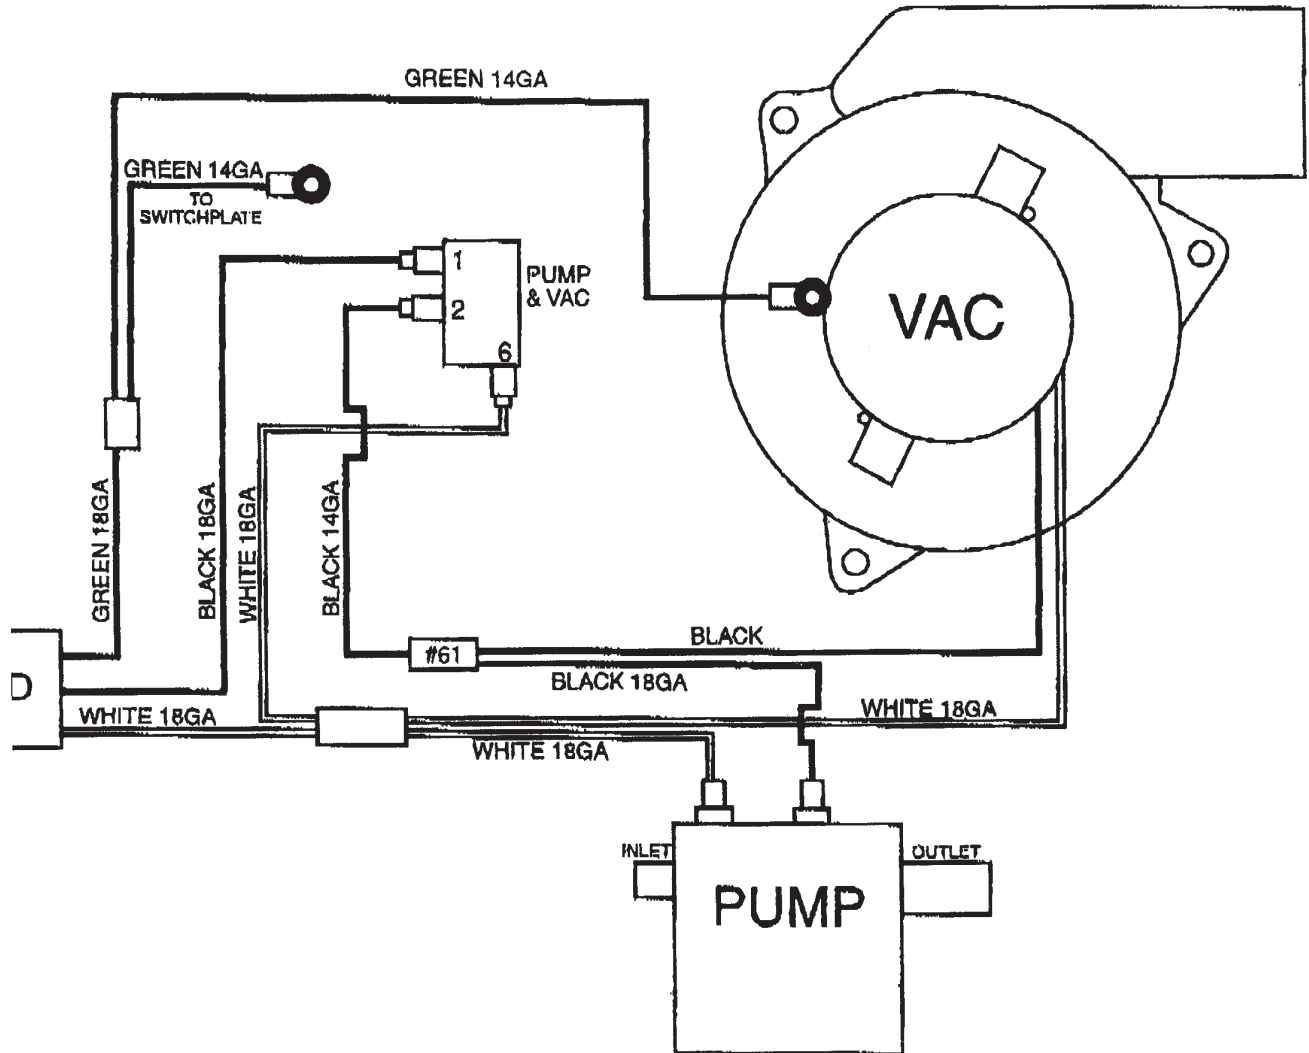 GREEN 14GA
GREEN 14GA
TO
SWITCHPLATE
1
PUMP
& VAC
2
VAC
6
GREEN 18GA
BLACK 18GA
WHITE 18GA
BLACK 14GA
BLACK
#61
BLACK 18GA
D
WHITE 18GA
WHITE 18GA
WHITE 18GA
INLET
OUTLET
PUMP